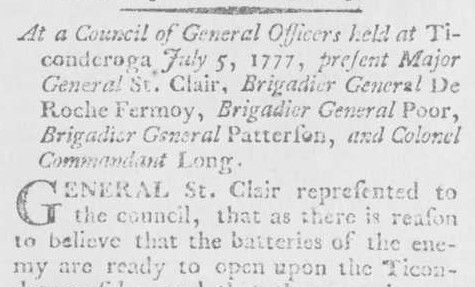 At a Council of General Officers held at Ti-
conderoga July 5, 1777, preſent Major
General St. Clair, Brigadier General De
Roche Fermoy, Brigadier General Poor,
Brigadier General Patterſon, and Colonel
Commandant Long.
GENERAL St. Clair repreſented to
the council, that as there is reaſon
to believe that the batteries of the ene-
my are ready to open upon the Ticon-